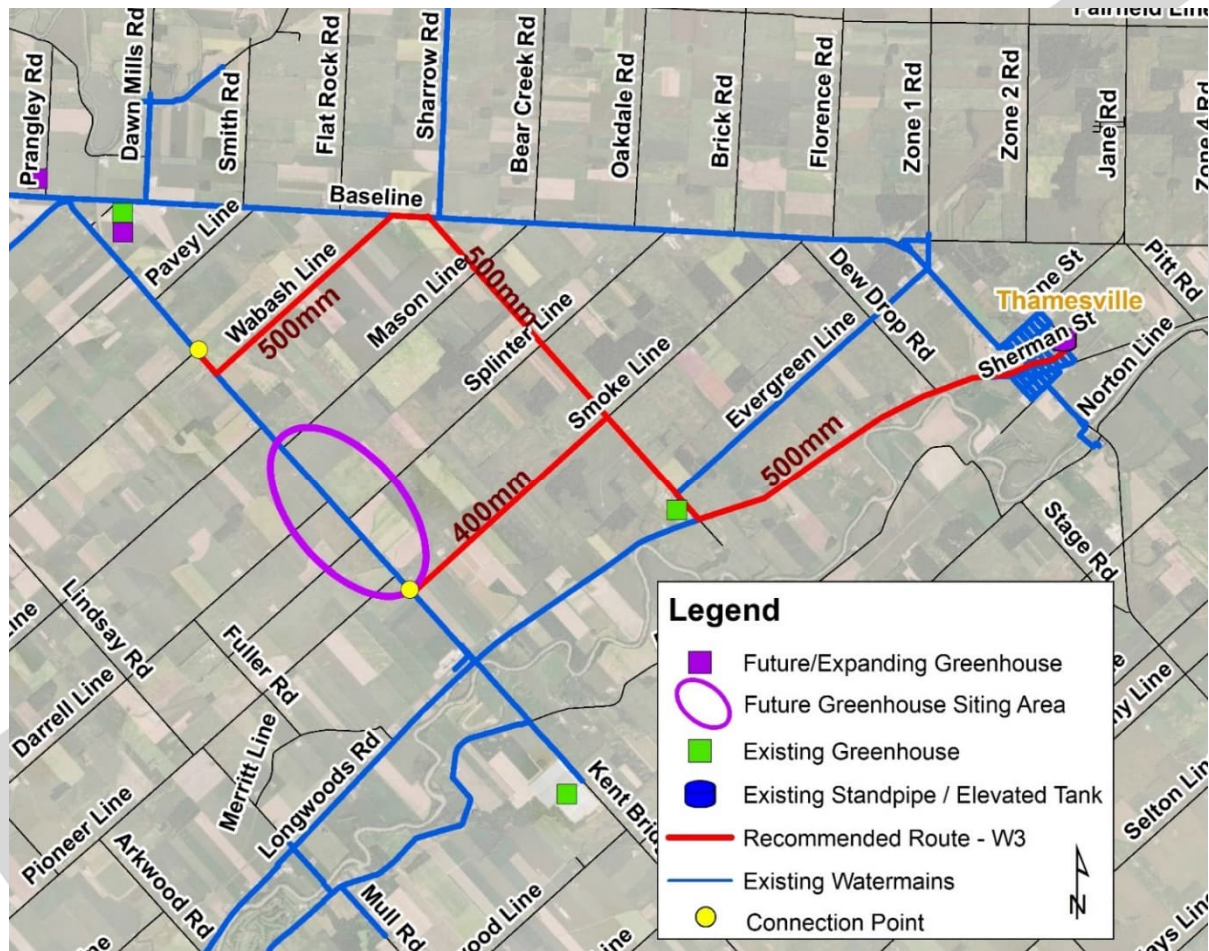 Fairfield Line
Prangley Rd
Dawn Mills Rd
Smith Rd
Flat Rock Rd
Sharrow Rd
Bear Creek Rd
Oakdale Rd
Brick Rd
Florence Rd
Zone 1 Rd
Zone 2 Rd
Jane Rd
Zone 4 Rd
Baseline
Pavey Line
Wabash Line
500mm
Mason Line
500mm
Splinter Line
Smoke Line
400mm
Dew Drop Rd
Evergreen Line
500mm
Thamesville
St
Sherman St
Pitt Rd
Norton Line
Stage Rd
Line
Lindsay Rd
Darrell Line
Fuller Rd
Merritt Line
Longwoods Rd
Pioneer Line
Arkwood Rd
Mull Rd
Line
Kent
Line
Selton
Line
Legend
Future/Expanding Greenhouse
Future Greenhouse Siting Area
Existing Greenhouse
Existing Standpipe / Elevated Tank
Recommended Route - W3
Existing Watermains
Connection Point
N